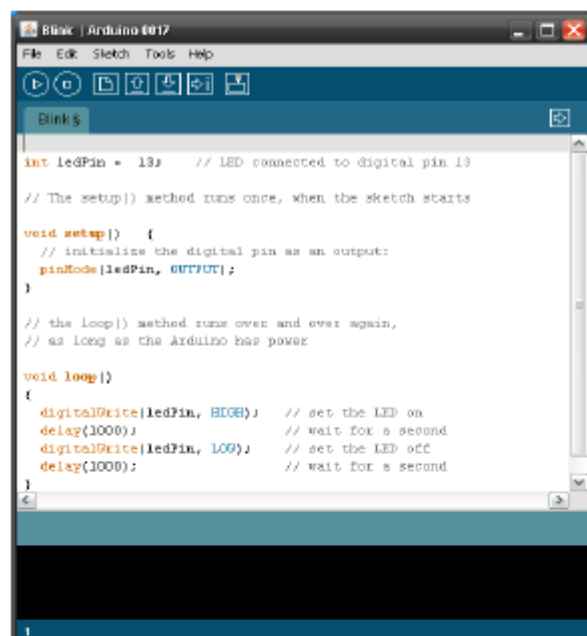 Blink | Arduino 0017
File Edit Sketch Tools Help
Blink §
int ledPin =  13;    // LED connected to digital pin 13
// The setup() method runs once, when the sketch starts
void setup()   {
  // initialize the digital pin as an output:
  pinMode(ledPin, OUTPUT);
}
// the loop() method runs over and over again,
// as long as the Arduino has power
void loop()
{
  digitalWrite(ledPin, HIGH);   // set the LED on
  delay(1000);                  // wait for a second
  digitalWrite(ledPin, LOW);    // set the LED off
  delay(1000);                  // wait for a second
}
1